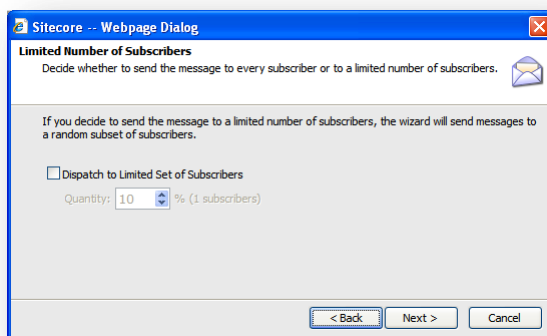 Sitecore -- Webpage Dialog
Limited Number of Subscribers
Decide whether to send the message to every subscriber or to a limited number of subscribers.
If you decide to send the message to a limited number of subscribers, the wizard will send messages to
a random subset of subscribers.
Dispatch to Limited Set of Subscribers
Quantity: 10 % (1 subscribers)
< Back Next > Cancel